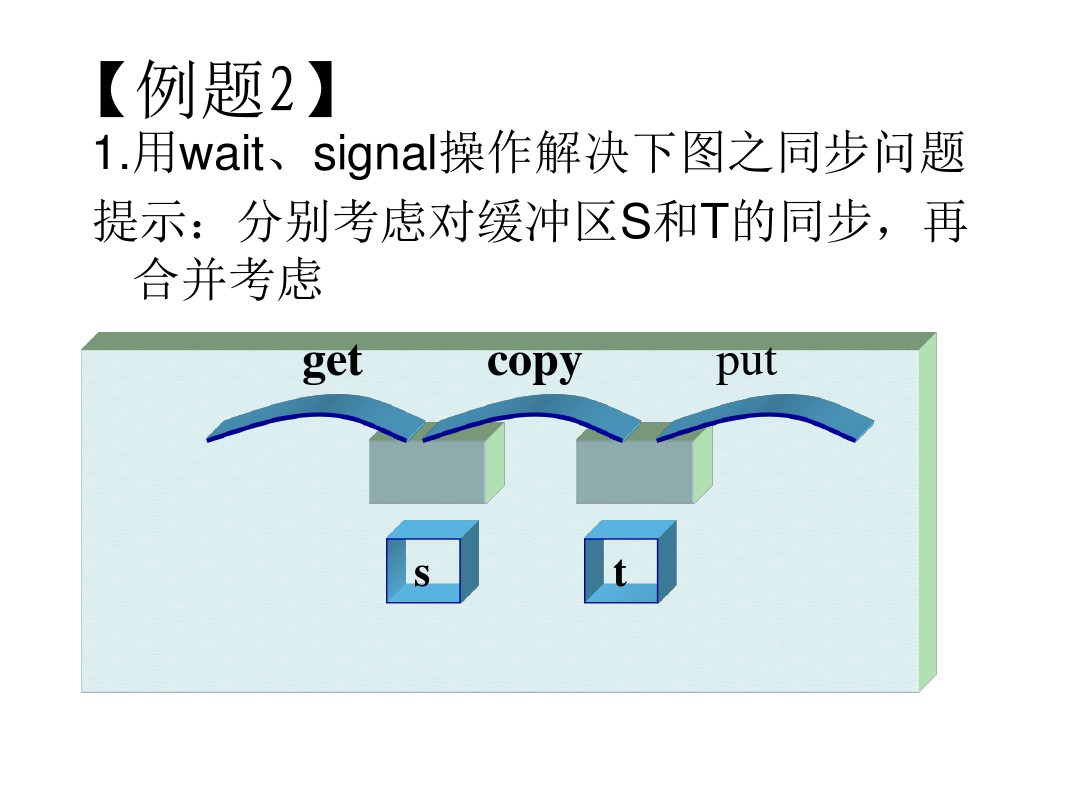 【例题2】
1.用wait、signal操作解决下图之同步问题
提示：分别考虑对缓冲区S和T的同步，再
合并考虑
get copy put
s t